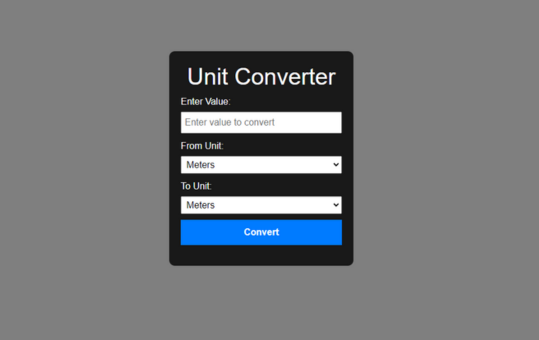 Unit Converter
Enter Value:
Enter value to convert
From Unit:
Meters
To Unit:
Meters
Convert